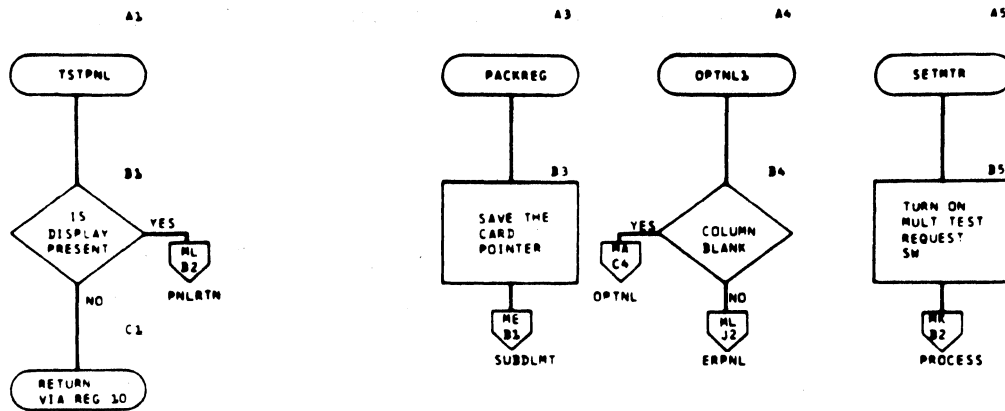 A1
A3
A4
A5
TSTPNL
PACKREG
OPTNL1
SETMTR
B1
B3
B4
B5
IS
DISPLAY
PRESENT
YES
ML
B2
PNLRTN
NO
SAVE THE
CARD
POINTER
ME
B1
SUBDLMT
COLUMN
BLANK
YES
MA
C4
OPTNL
NO
ML
J2
ERPNL
TURN ON
MULT TEST
REQUEST
SW
MK
B2
PROCESS
C1
RETURN
VIA REG 10